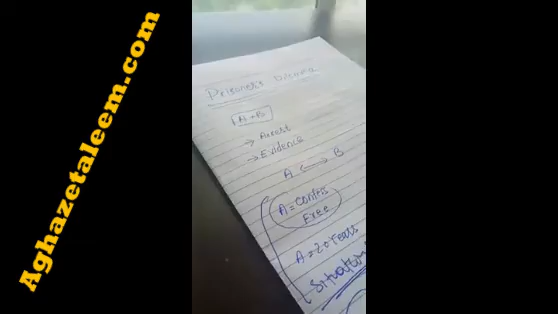 Aghazetaleem.com
Prisoner's Dilemma
A + B
→ Arrest
→ Evidence
A ⟷ B
A = Confess
Free
A = 20 Years
Situation